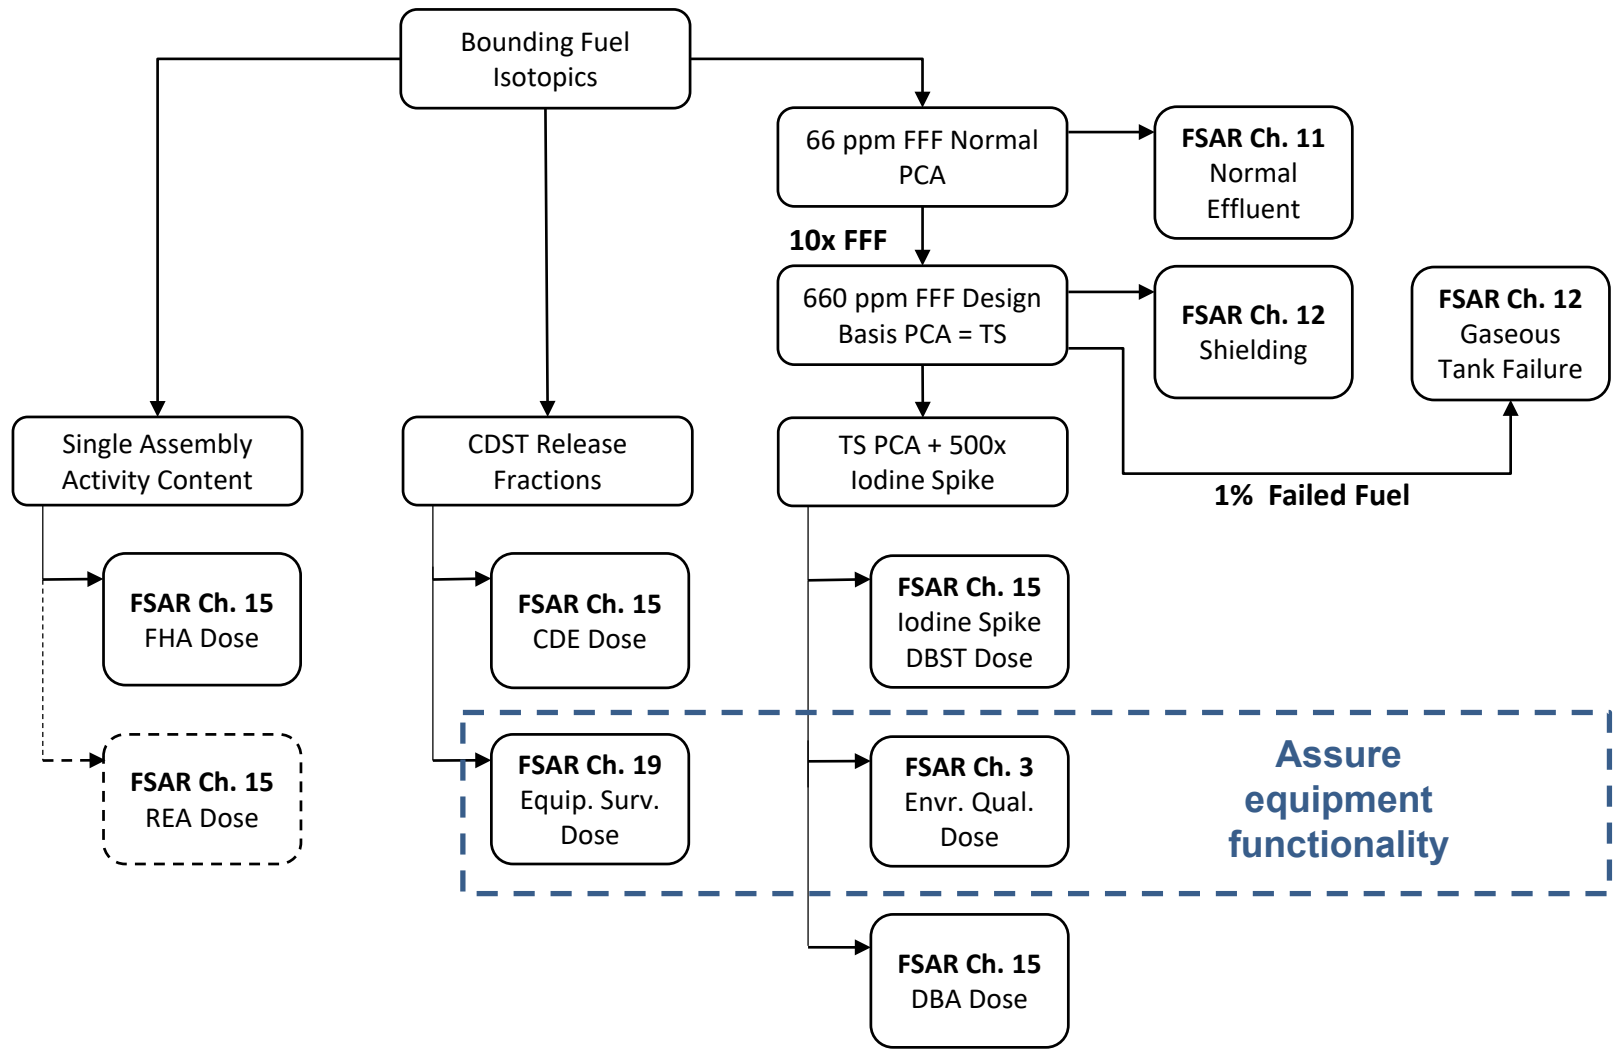 Bounding Fuel
Isotopics
66 ppm FFF Normal
PCA
FSAR Ch. 11
Normal
Effluent
10x FFF
660 ppm FFF Design
Basis PCA = TS
FSAR Ch. 12
Shielding
FSAR Ch. 12
Gaseous
Tank Failure
Single Assembly
Activity Content
CDST Release
Fractions
TS PCA + 500x
Iodine Spike
1% Failed Fuel
FSAR Ch. 15
FHA Dose
FSAR Ch. 15
CDE Dose
FSAR Ch. 15
Iodine Spike
DBST Dose
FSAR Ch. 15
REA Dose
FSAR Ch. 19
Equip. Surv.
Dose
FSAR Ch. 3
Envr. Qual.
Dose
Assure
equipment
functionality
FSAR Ch. 15
DBA Dose